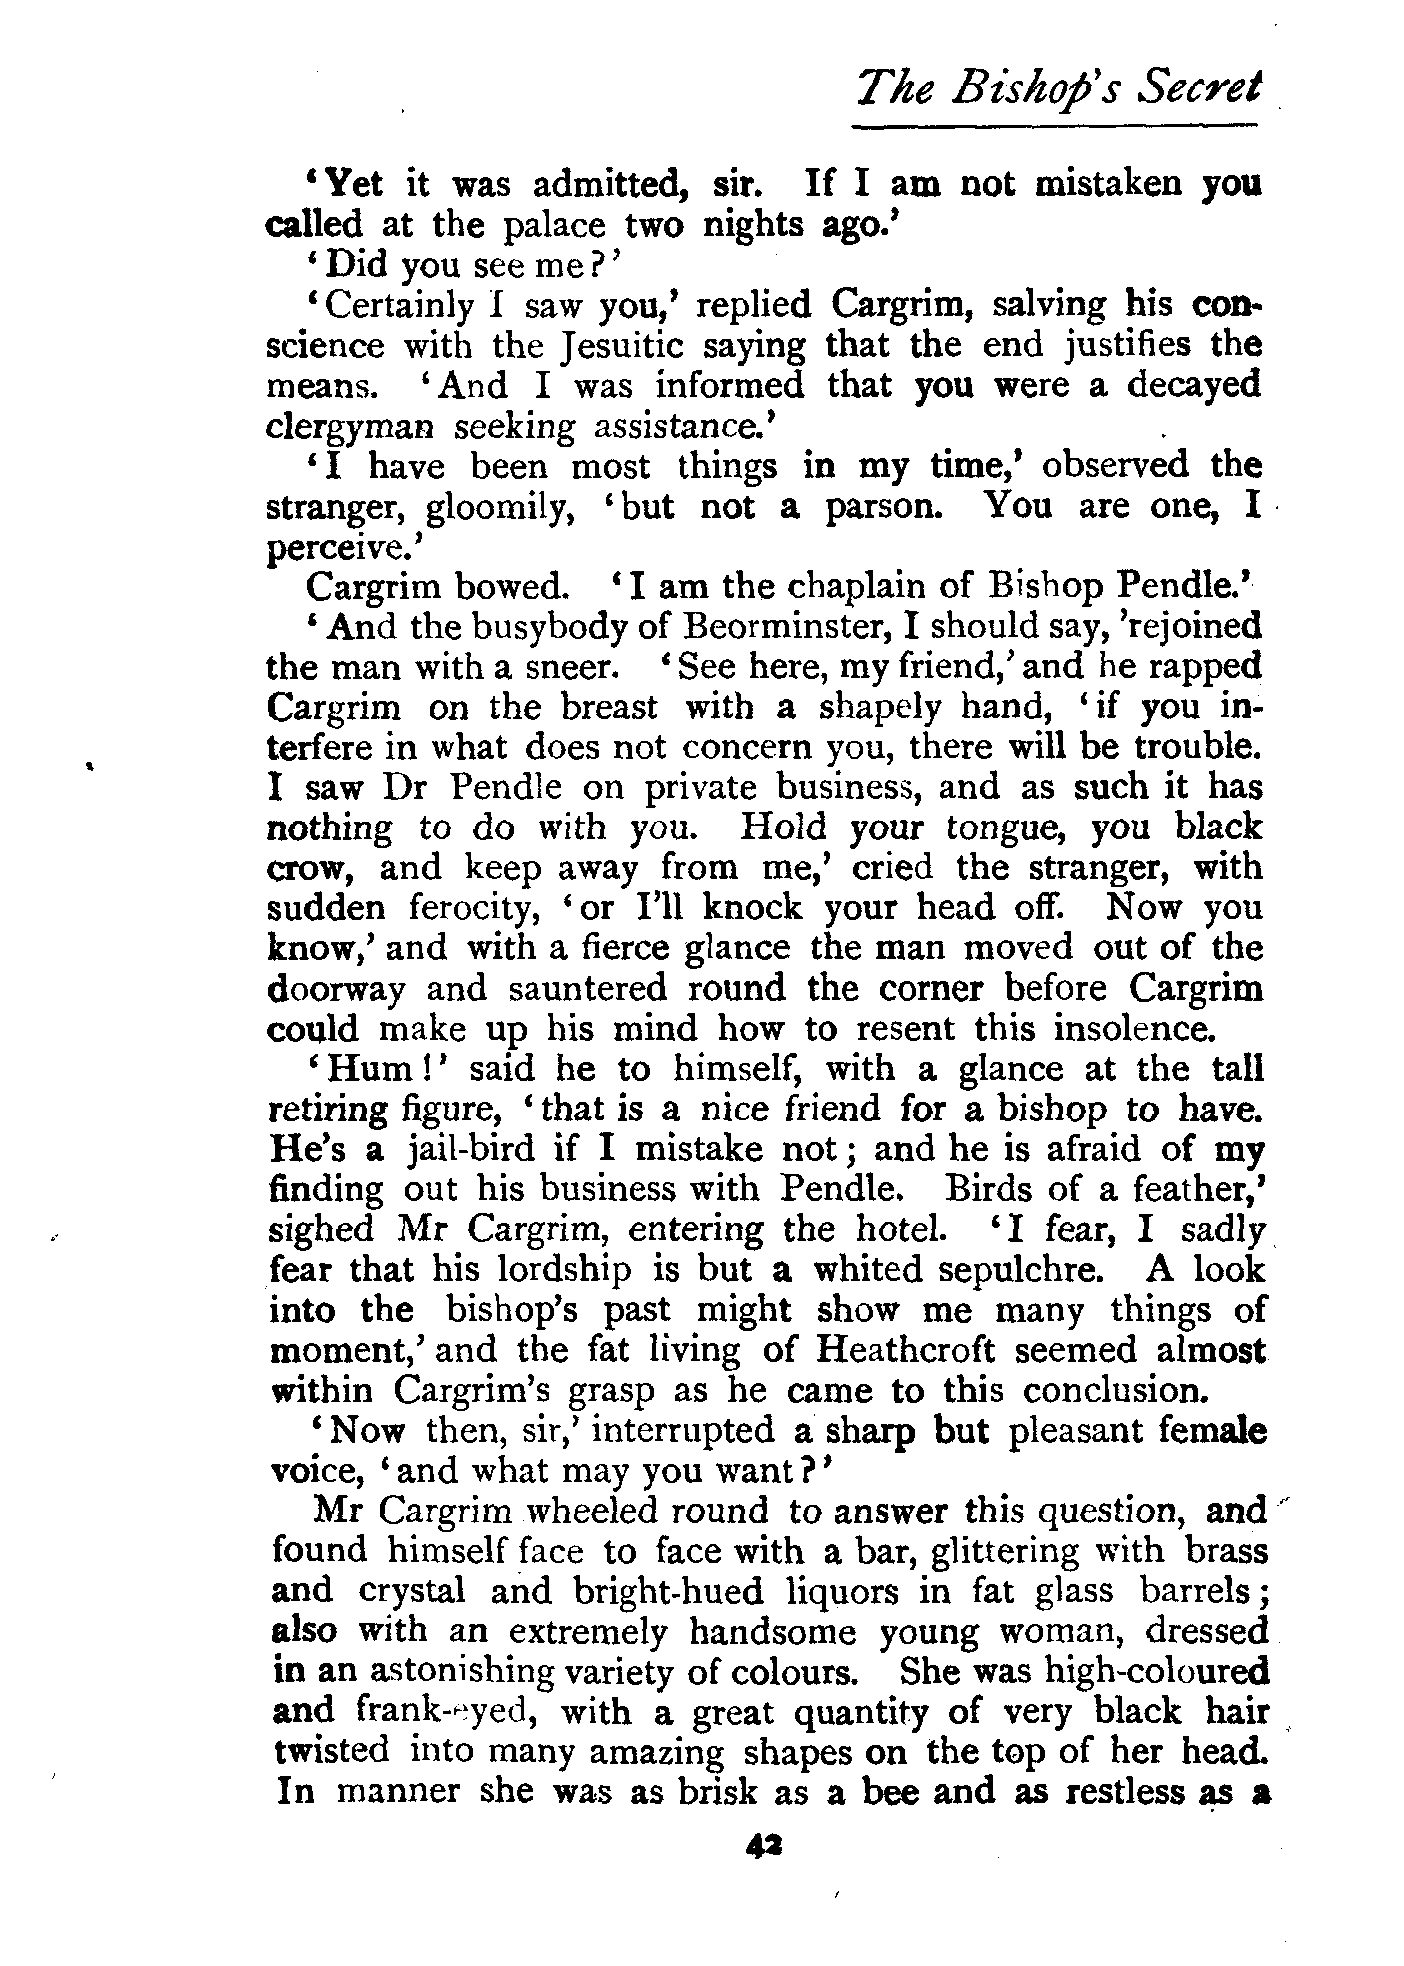 The Bishop's Secret
‘Yet it was admitted, sir. If I am not mistaken you
called at the palace two nights ago.’
‘Did you see me?’
‘Certainly I saw you,’ replied Cargrim, salving his con-
science with the Jesuitic saying that the end justifies the
means. ‘And I was informed that you were a decayed
clergyman seeking assistance.’
‘I have been most things in my time,’ observed the
stranger, gloomily, ‘but not a parson. You are one, I
perceive.’
Cargrim bowed. ‘I am the chaplain of Bishop Pendle.’
‘And the busybody of Beorminster, I should say, ’rejoined
the man with a sneer. ‘See here, my friend,’ and he rapped
Cargrim on the breast with a shapely hand, ‘if you in-
terfere in what does not concern you, there will be trouble.
I saw Dr Pendle on private business, and as such it has
nothing to do with you. Hold your tongue, you black
crow, and keep away from me,’ cried the stranger, with
sudden ferocity, ‘or I’ll knock your head off. Now you
know,’ and with a fierce glance the man moved out of the
doorway and sauntered round the corner before Cargrim
could make up his mind how to resent this insolence.
‘Hum!’ said he to himself, with a glance at the tall
retiring figure, ‘that is a nice friend for a bishop to have.
He’s a jail-bird if I mistake not; and he is afraid of my
finding out his business with Pendle. Birds of a feather,’
sighed Mr Cargrim, entering the hotel. ‘I fear, I sadly
fear that his lordship is but a whited sepulchre. A look
into the bishop’s past might show me many things of
moment,’ and the fat living of Heathcroft seemed almost
within Cargrim’s grasp as he came to this conclusion.
‘Now then, sir,’ interrupted a sharp but pleasant female
voice, ‘and what may you want?’
Mr Cargrim wheeled round to answer this question, and
found himself face to face with a bar, glittering with brass
and crystal and bright-hued liquors in fat glass barrels;
also with an extremely handsome young woman, dressed
in an astonishing variety of colours. She was high-coloured
and frank-eyed, with a great quantity of very black hair
twisted into many amazing shapes on the top of her head.
In manner she was as brisk as a bee and as restless as a
42